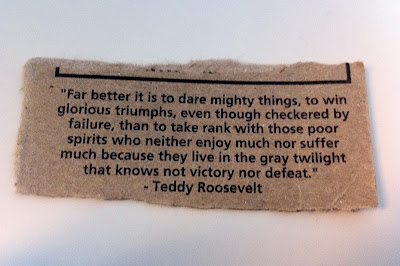 "Far better it is to dare mighty things, to win
glorious triumphs, even though checkered by
failure, than to take rank with those poor
spirits who neither enjoy much nor suffer
much because they live in the gray twilight
that knows not victory nor defeat."
- Teddy Roosevelt